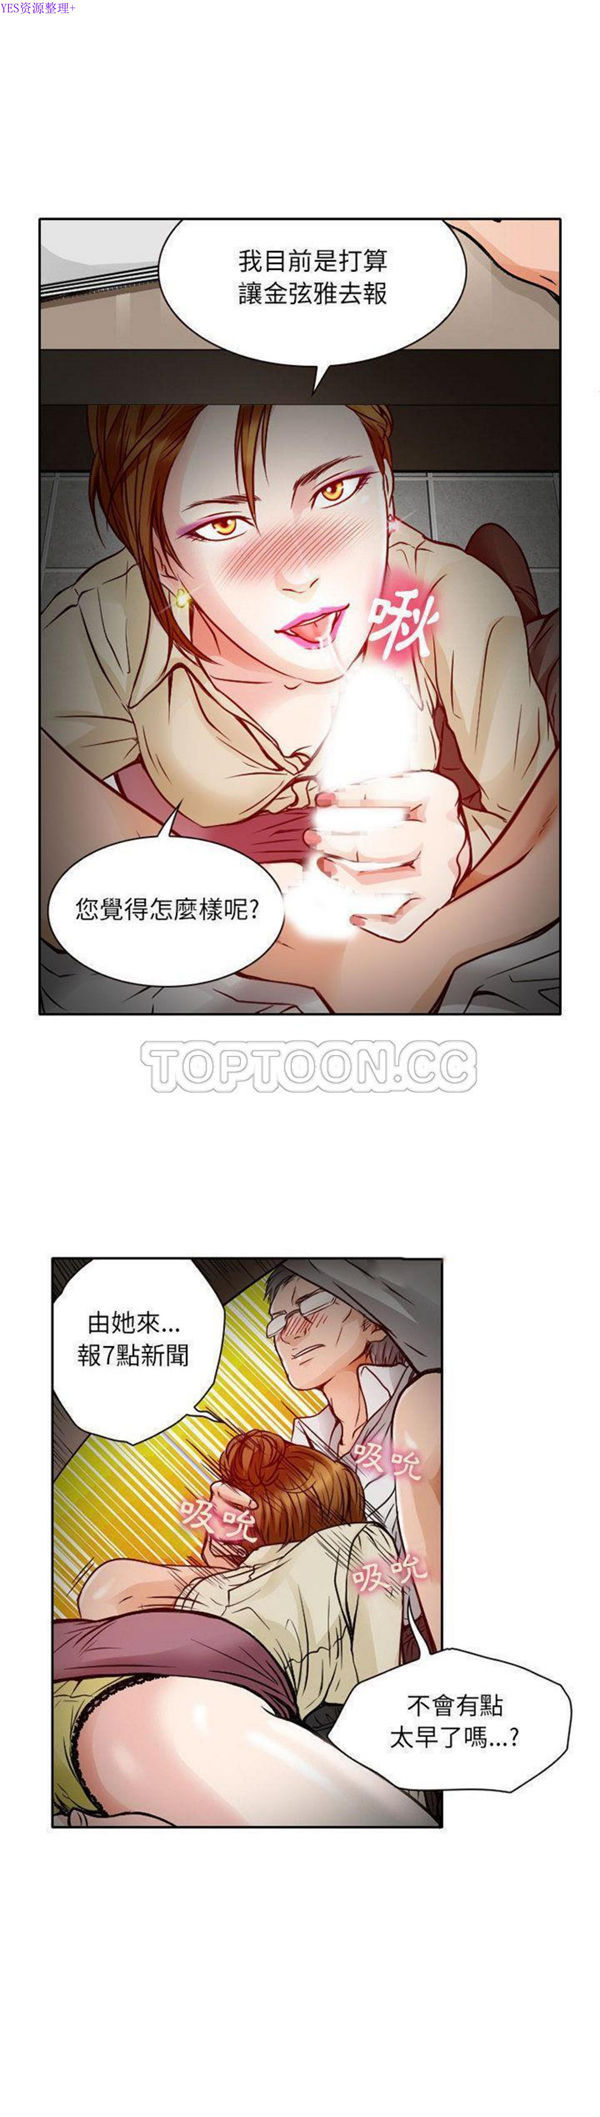 YES资源整理+
我目前是打算
讓金弦雅去報
啾
您覺得怎麼樣呢?
TOPTOON.CC
由她來...
報7點新聞
吸吮
吸吮
吸吮
不會有點
太早了嗎...?